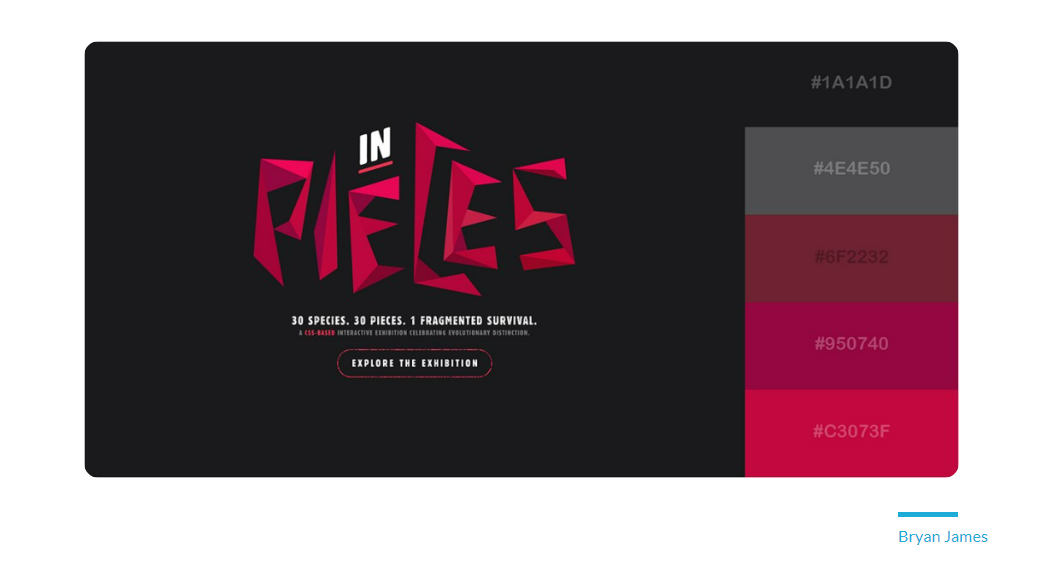 IN
PIECES
30 SPECIES. 30 PIECES. 1 FRAGMENTED SURVIVAL.
A CSS-BASED INTERACTIVE EXHIBITION CELEBRATING EVOLUTIONARY DISTINCTION.
EXPLORE THE EXHIBITION
#1A1A1D
#4E4E50
#6F2232
#950740
#C3073F
Bryan James